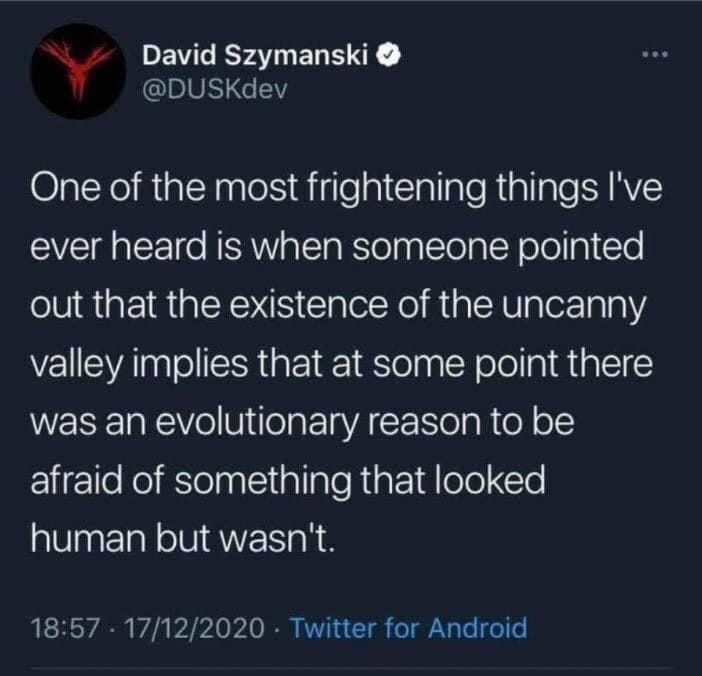 David Szymanski
@DUSKdev
One of the most frightening things I've
ever heard is when someone pointed
out that the existence of the uncanny
valley implies that at some point there
was an evolutionary reason to be
afraid of something that looked
human but wasn't.
18:57 · 17/12/2020 · Twitter for Android